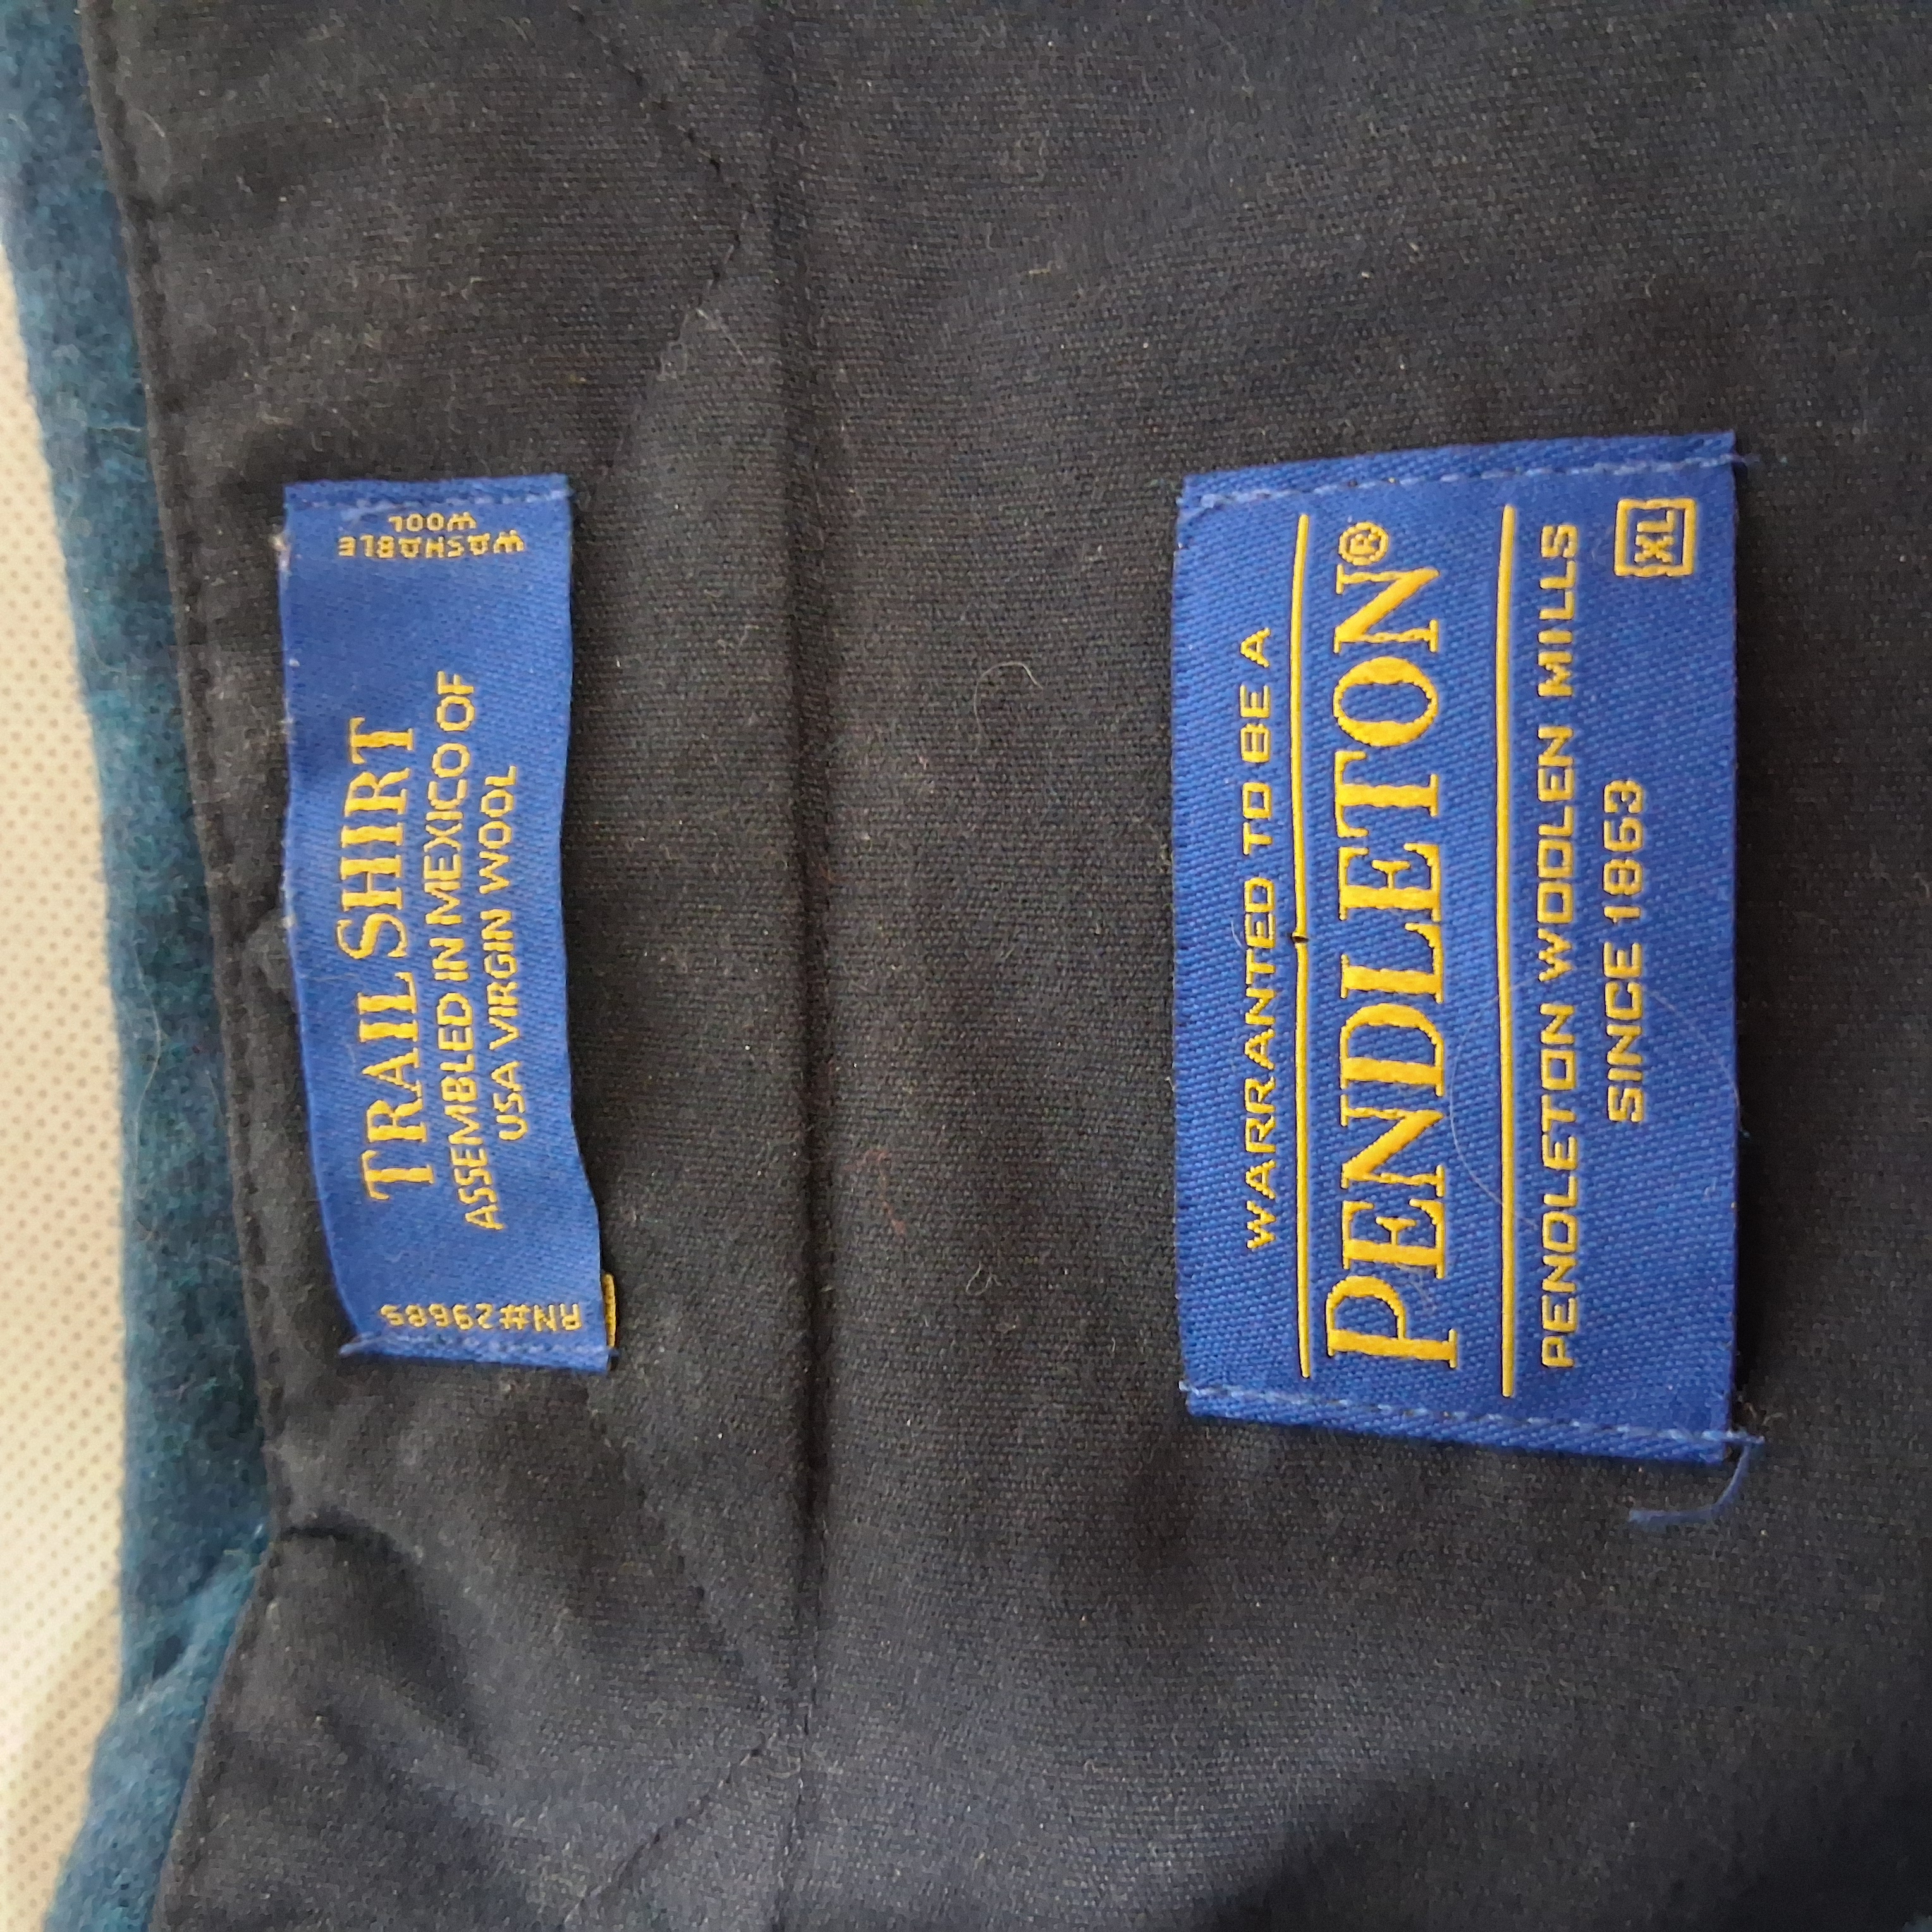 TRAIL SHIRT
ASSEMBLED IN MEXICO OF
USA VIRGIN WOOL
WASHABLE
WOOL
RN#29685
WARRANTED TO BE A
PENDLETON®
PENDLETON WOOLEN MILLS
SINCE 1863
XL